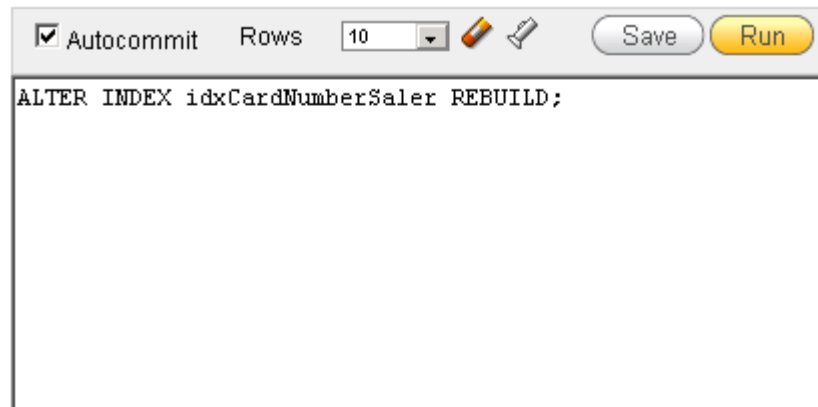 Autocommit Rows 10 Save Run
ALTER INDEX idxCardNumberSaler REBUILD;